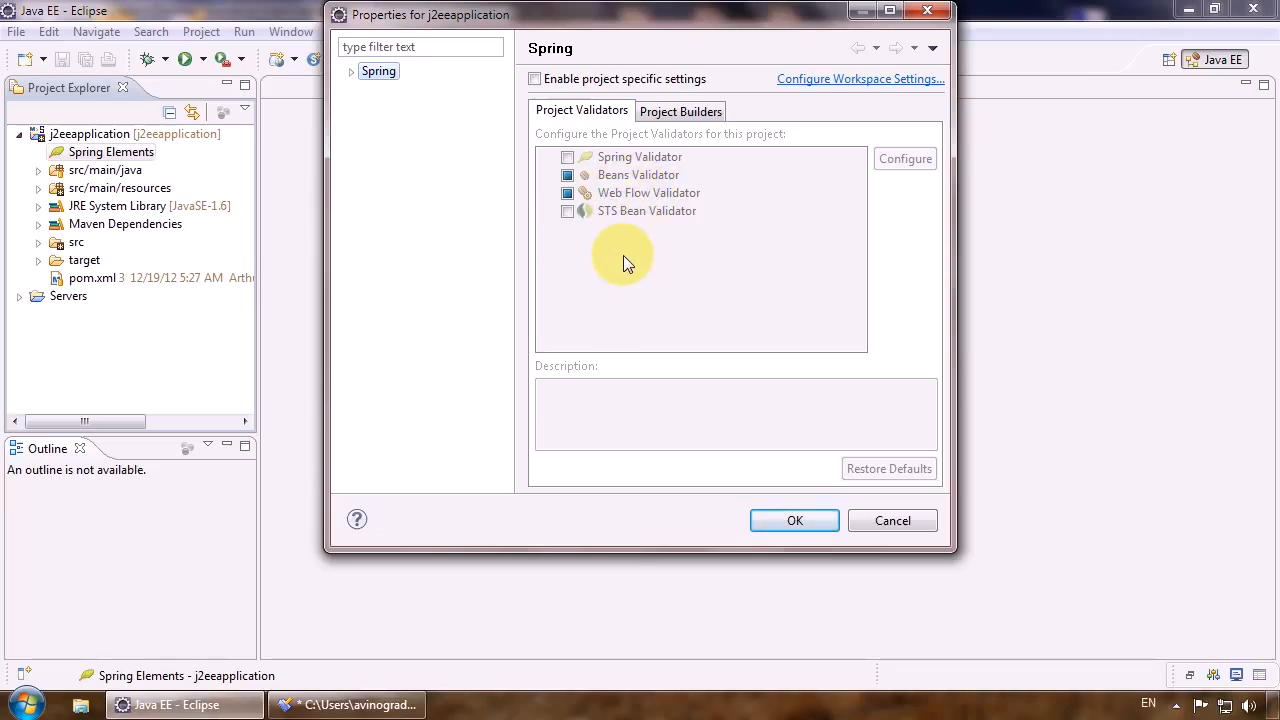 Java EE - Eclipse
File Edit Navigate Search Project Run Window
Java EE
Project Explorer
j2eeapplication [j2eeapplication]
Spring Elements
src/main/java
src/main/resources
JRE System Library [JavaSE-1.6]
Maven Dependencies
src
target
pom.xml 3 12/19/12 5:27 AM Arth
Servers
Outline
An outline is not available.
Properties for j2eeapplication
type filter text
Spring
Spring
Enable project specific settings
Configure Workspace Settings...
Project Validators
Project Builders
Configure the Project Validators for this project:
Spring Validator
Beans Validator
Web Flow Validator
STS Bean Validator
Configure
Description:
Restore Defaults
OK
Cancel
Spring Elements - j2eeapplication
Java EE - Eclipse
* C:\Users\avinograd...
EN